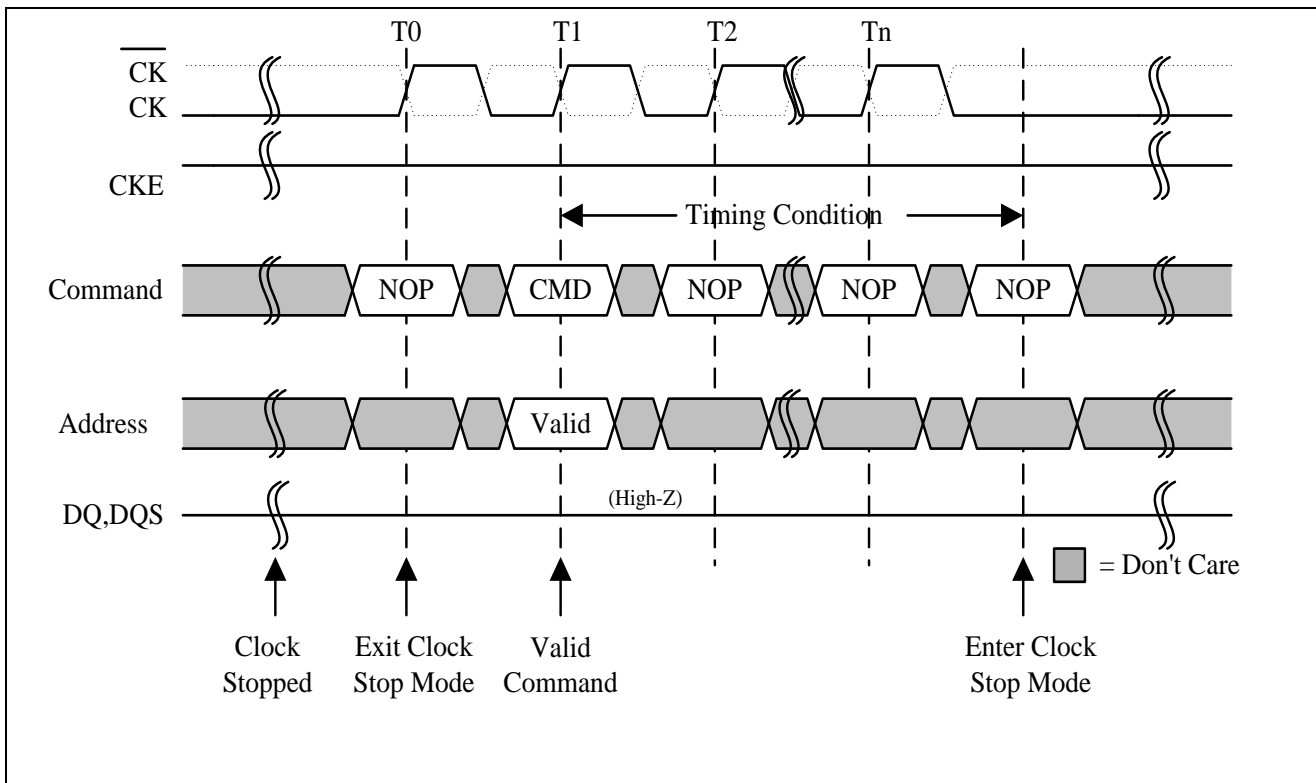 T0 T1 T2 Tn
CK
CK
CKE
Timing Condition
Command NOP CMD NOP NOP NOP
Address Valid
DQ,DQS (High-Z)
= Don't Care
Clock Stopped
Exit Clock Stop Mode
Valid Command
Enter Clock Stop Mode